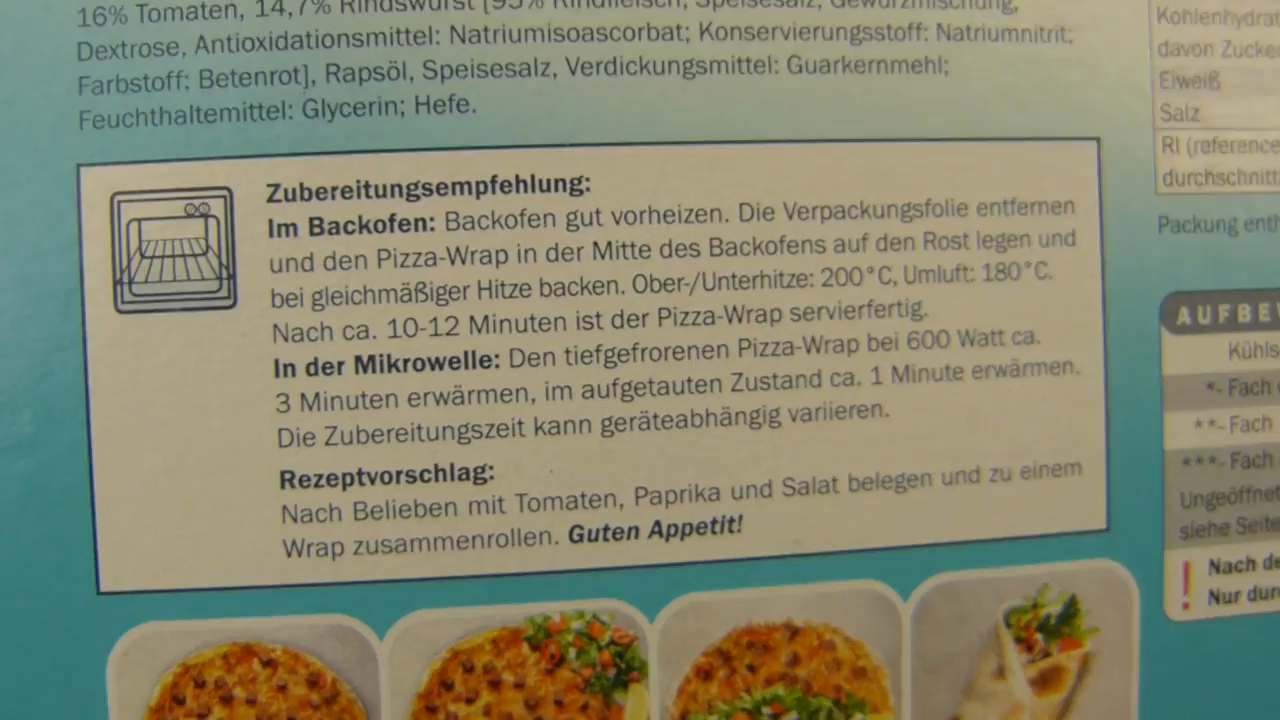 16% Tomaten, 14,7% Rindswurst [95% Rindfleisch, Speisesalz, Gewürzmischung,
Dextrose, Antioxidationsmittel: Natriumisoascorbat; Konservierungsstoff: Natriumnitrit;
Farbstoff: Betenrot], Rapsöl, Speisesalz, Verdickungsmittel: Guarkernmehl;
Feuchthaltemittel: Glycerin; Hefe.
Zubereitungsempfehlung:
Im Backofen: Backofen gut vorheizen. Die Verpackungsfolie entfernen
und den Pizza-Wrap in der Mitte des Backofens auf den Rost legen und
bei gleichmäßiger Hitze backen. Ober-/Unterhitze: 200°C, Umluft: 180°C.
Nach ca. 10-12 Minuten ist der Pizza-Wrap servierfertig.
In der Mikrowelle: Den tiefgefrorenen Pizza-Wrap bei 600 Watt ca.
3 Minuten erwärmen, im aufgetauten Zustand ca. 1 Minute erwärmen.
Die Zubereitungszeit kann geräteabhängig variieren.
Rezeptvorschlag:
Nach Belieben mit Tomaten, Paprika und Salat belegen und zu einem
Wrap zusammenrollen. Guten Appetit!
Kohlenhydrat
davon Zucke
Eiweiß
Salz
RI (reference
durchschnitt
Packung enth
AUFBE
Kühls
*- Fach
**- Fach
***- Fach
Ungeöffnet
siehe Seite
! Nach de
Nur dur